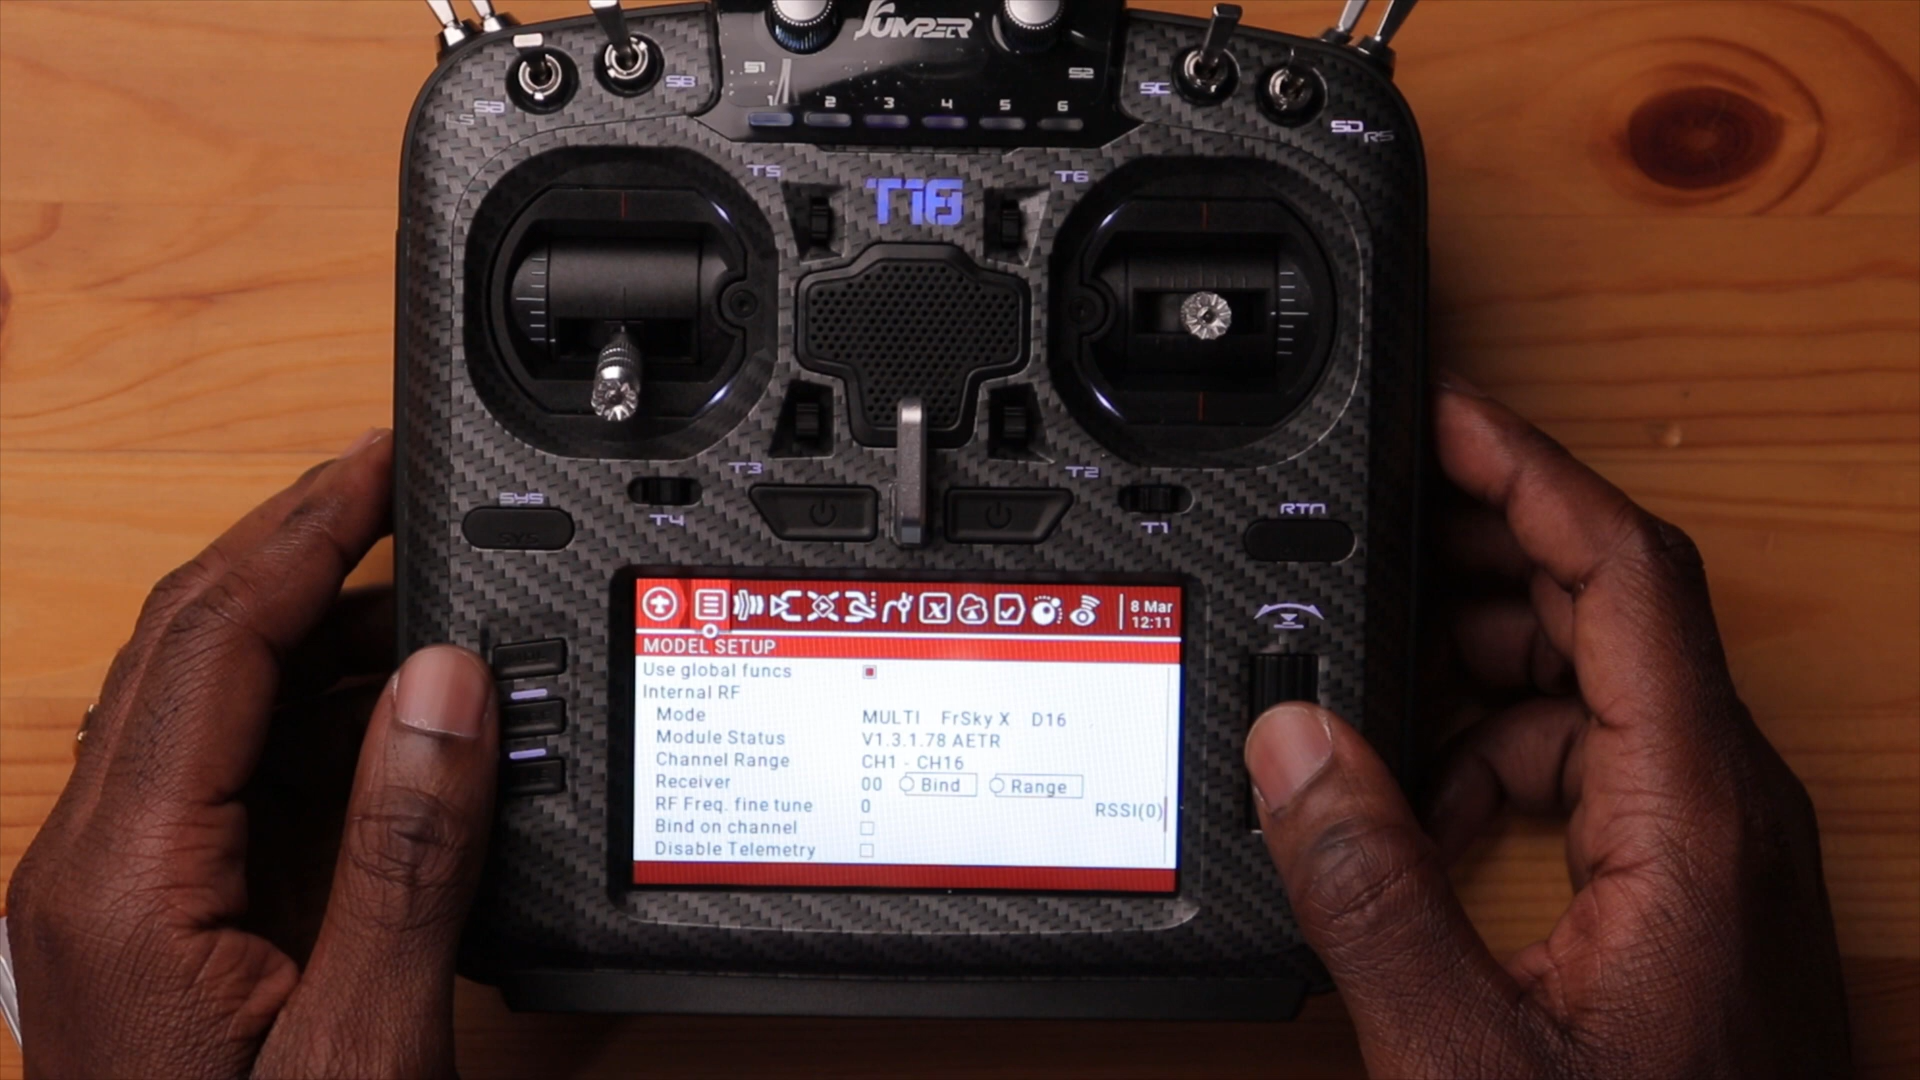 JUMPER
S1
S2
SA
SB
SC
SD
LS
RS
1 2 3 4 5 6
T5
T6
T16
T3
T2
SYS
T4
T1
RTN
SYS
8 Mar
12:11
MODEL SETUP
Use global funcs
Internal RF
Mode MULTI FrSky X D16
Module Status V1.3.1.78 AETR
Channel Range CH1 - CH16
Receiver 00 Bind Range
RF Freq. fine tune 0 RSSI(0)
Bind on channel
Disable Telemetry